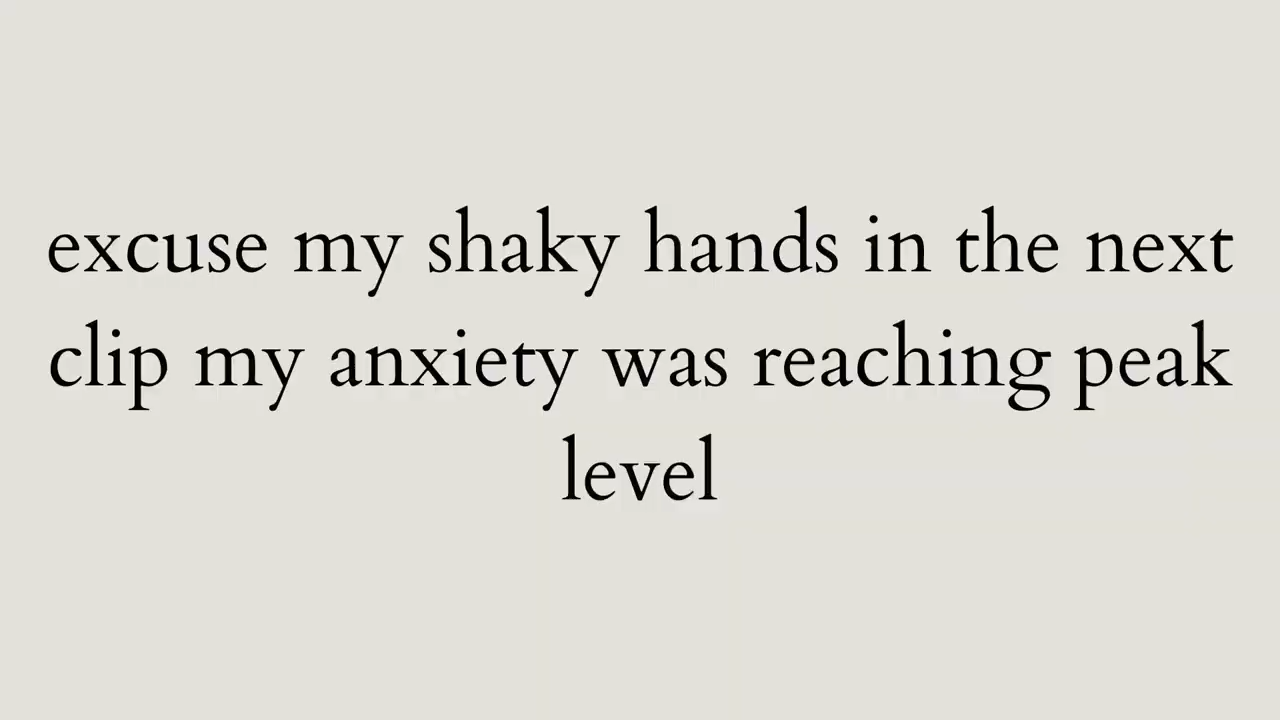 excuse my shaky hands in the next
clip my anxiety was reaching peak
level